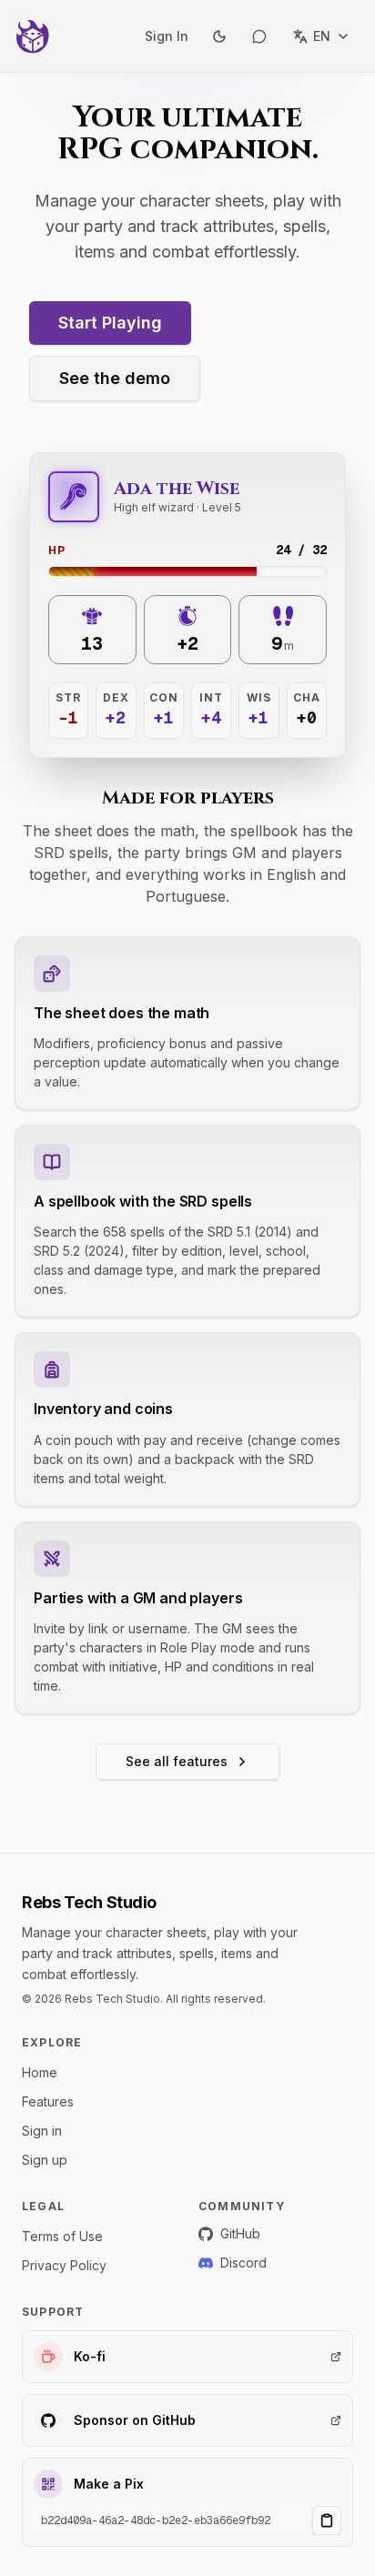 Sign In
EN
Your ultimate
RPG companion.
Manage your character sheets, play with
your party and track attributes, spells,
items and combat effortlessly.
Start Playing
See the demo
Ada the Wise
High elf wizard · Level 5
HP 24 / 32
13 +2 9m
STR DEX CON INT WIS CHA
-1 +2 +1 +4 +1 +0
Made for players
The sheet does the math, the spellbook has the
SRD spells, the party brings GM and players
together, and everything works in English and
Portuguese.
The sheet does the math
Modifiers, proficiency bonus and passive
perception update automatically when you change
a value.
A spellbook with the SRD spells
Search the 658 spells of the SRD 5.1 (2014) and
SRD 5.2 (2024), filter by edition, level, school,
class and damage type, and mark the prepared
ones.
Inventory and coins
A coin pouch with pay and receive (change comes
back on its own) and a backpack with the SRD
items and total weight.
Parties with a GM and players
Invite by link or username. The GM sees the
party's characters in Role Play mode and runs
combat with initiative, HP and conditions in real
time.
See all features
Rebs Tech Studio
Manage your character sheets, play with your
party and track attributes, spells, items and
combat effortlessly.
© 2026 Rebs Tech Studio. All rights reserved.
EXPLORE
Home
Features
Sign in
Sign up
LEGAL
Terms of Use
Privacy Policy
COMMUNITY
GitHub
Discord
SUPPORT
Ko-fi
Sponsor on GitHub
Make a Pix
b22d409a-46a2-48dc-b2e2-eb3a66e9fb92